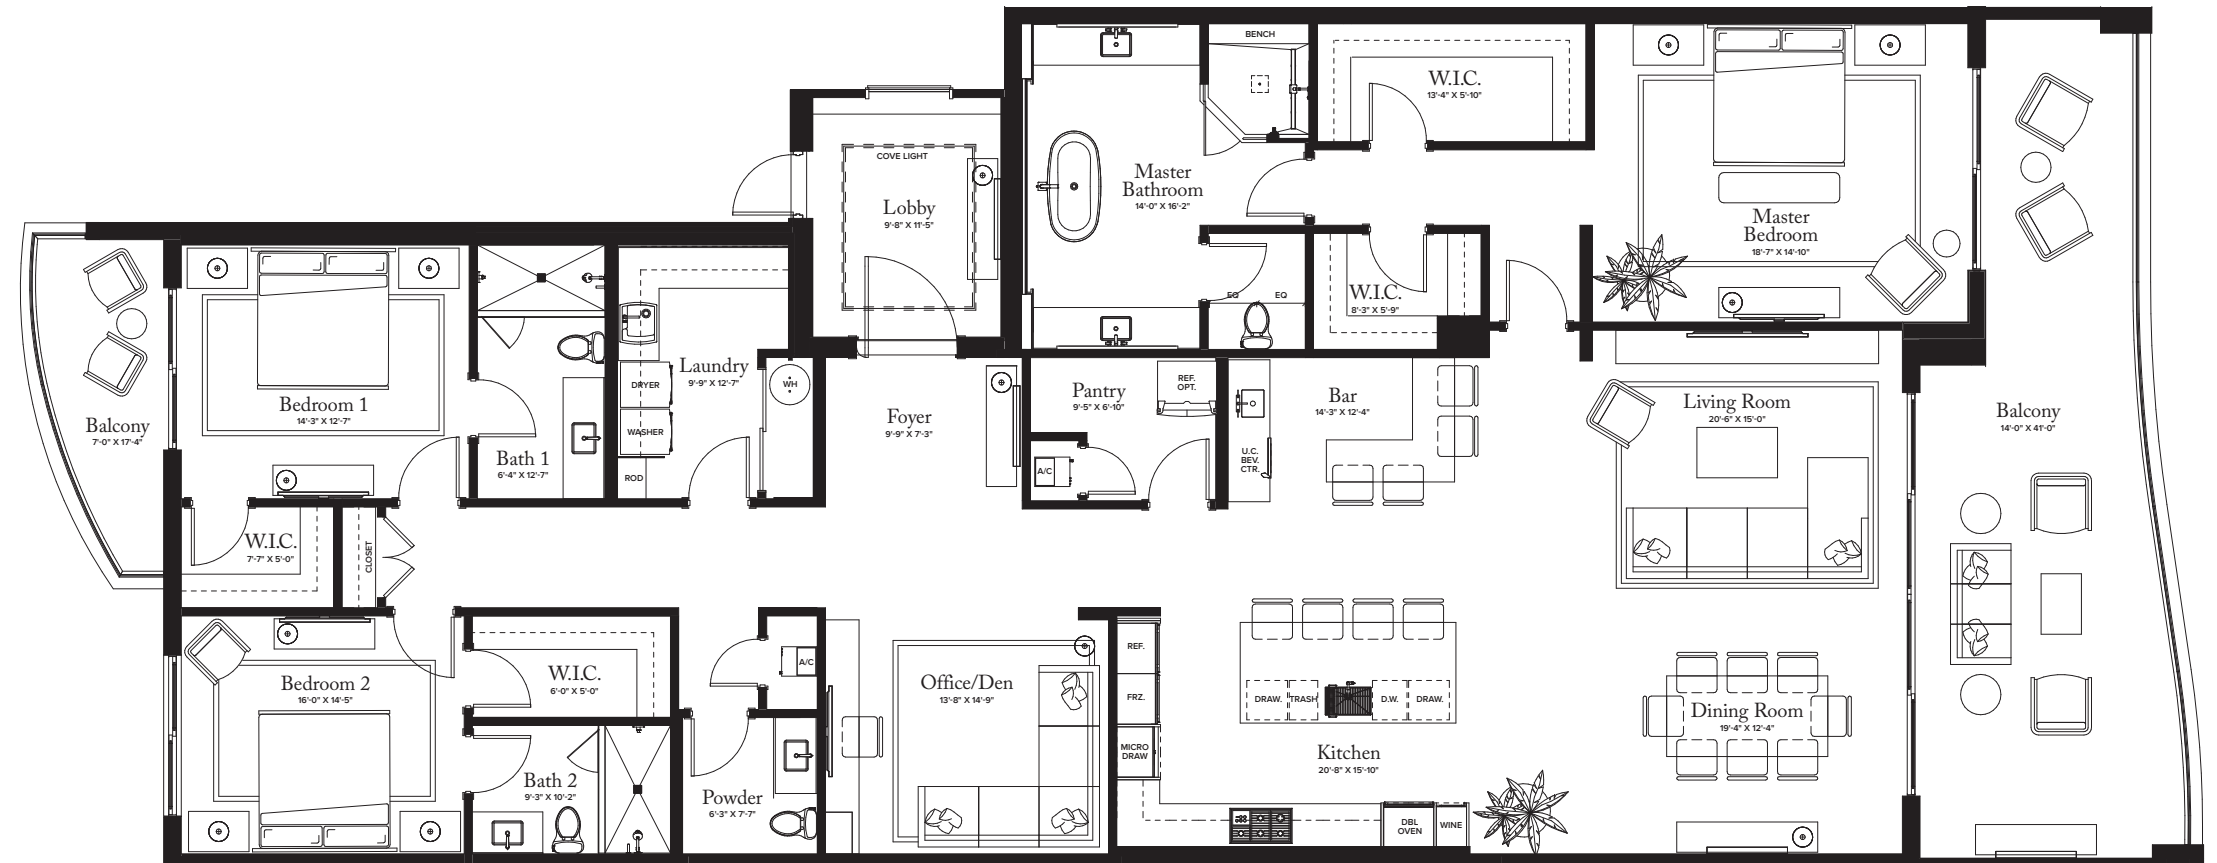 BENCH
W.I.C.
13'-4" X 5'-10"
COVE LIGHT
Lobby
9'-8" X 11'-5"
Master
Bathroom
14'-0" X 16'-2"
Master
Bedroom
18'-7" X 14'-10"
EQ
EQ
W.I.C.
8'-3" X 5'-9"
Balcony
7'-0" X 17'-4"
Bedroom 1
14'-3" X 12'-7"
Bath 1
6'-4" X 12'-7"
Laundry
9'-9" X 12'-7"
DRYER
WASHER
ROD
WH
Foyer
9'-9" X 7'-3"
Pantry
9'-5" X 6'-10"
REF.
OPT.
A/C
U.C.
BEV.
CTR.
Bar
14'-3" X 12'-4"
Living Room
20'-6" X 15'-0"
Balcony
14'-0" X 41'-0"
W.I.C.
7'-7" X 5'-0"
CLOSET
Bedroom 2
16'-0" X 14'-5"
W.I.C.
6'-0" X 5'-0"
A/C
Office/Den
13'-8" X 14'-9"
REF.
FRZ.
MICRO
DRAW
DRAW.
TRASH
D.W.
DRAW.
Kitchen
20'-8" X 15'-10"
Dining Room
19'-4" X 12'-4"
Bath 2
9'-3" X 10'-2"
Powder
6'-3" X 7'-7"
DBL
OVEN
WINE